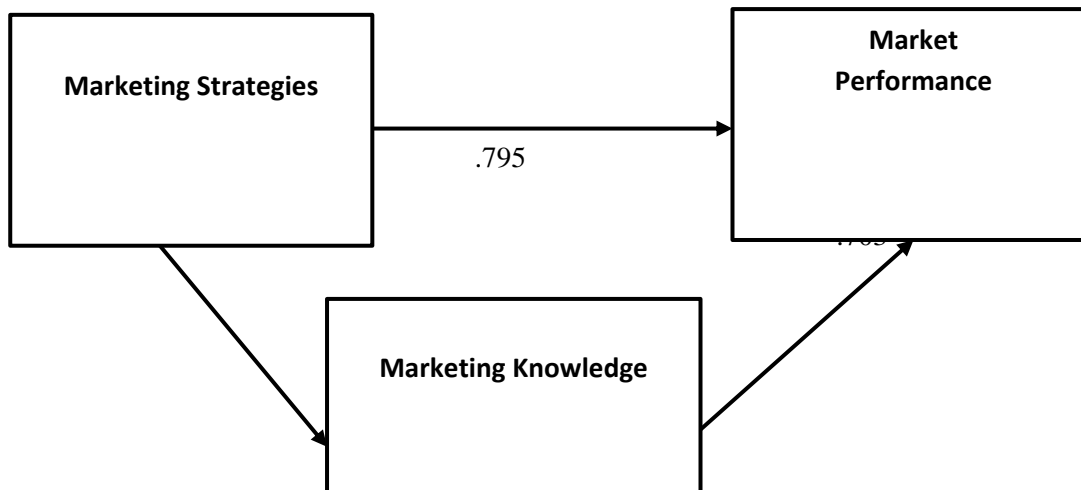 Market
Performance
Marketing Strategies
.795
Marketing Knowledge